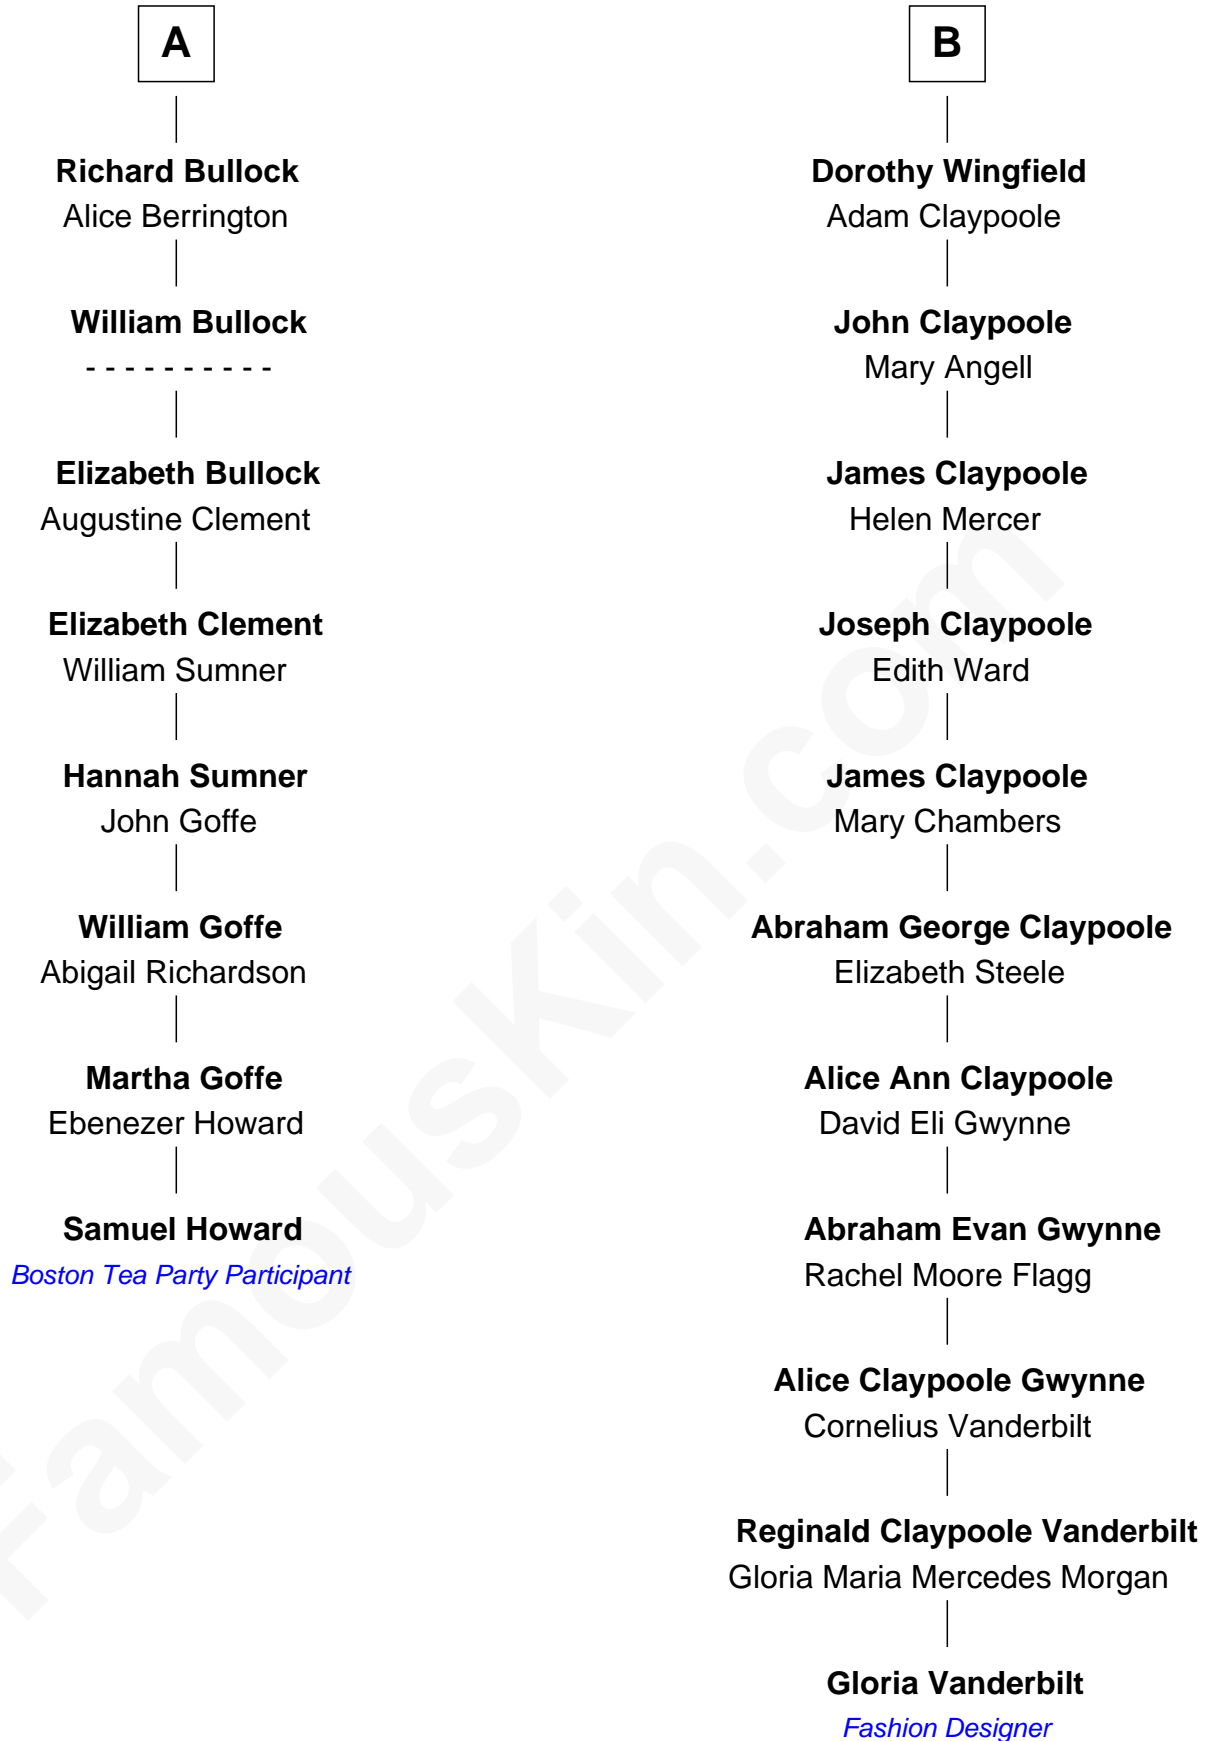 A
Richard Bullock
Alice Berrington
William Bullock
- - - - - - - - - -
Elizabeth Bullock
Augustine Clement
Elizabeth Clement
William Sumner
Hannah Sumner
John Goffe
William Goffe
Abigail Richardson
Martha Goffe
Ebenezer Howard
Samuel Howard
Boston Tea Party Participant
B
Dorothy Wingfield
Adam Claypoole
John Claypoole
Mary Angell
James Claypoole
Helen Mercer
Joseph Claypoole
Edith Ward
James Claypoole
Mary Chambers
Abraham George Claypoole
Elizabeth Steele
Alice Ann Claypoole
David Eli Gwynne
Abraham Evan Gwynne
Rachel Moore Flagg
Alice Claypoole Gwynne
Cornelius Vanderbilt
Reginald Claypoole Vanderbilt
Gloria Maria Mercedes Morgan
Gloria Vanderbilt
Fashion Designer
FamousKin.com